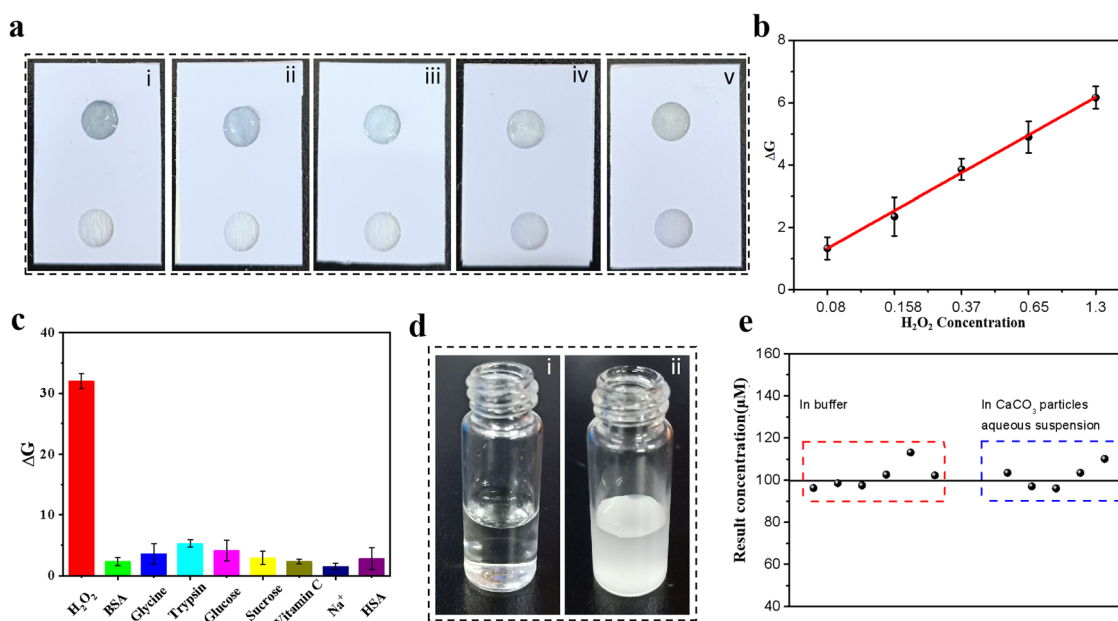 a
i
ii
iii
iv
v
b
8
6
4
2
0
ΔG
0.08
0.158
0.37
0.65
1.3
H₂O₂ Concentration
c
40
30
20
10
0
ΔG
H₂O₂
BSA
Glycine
Trypsin
Glucose
Sucrose
Vitamin C
Na⁺
HSA
d
i
ii
e
160
140
120
100
80
60
40
Result concentration(μM)
In buffer
In CaCO₃ particles
aqueous suspension